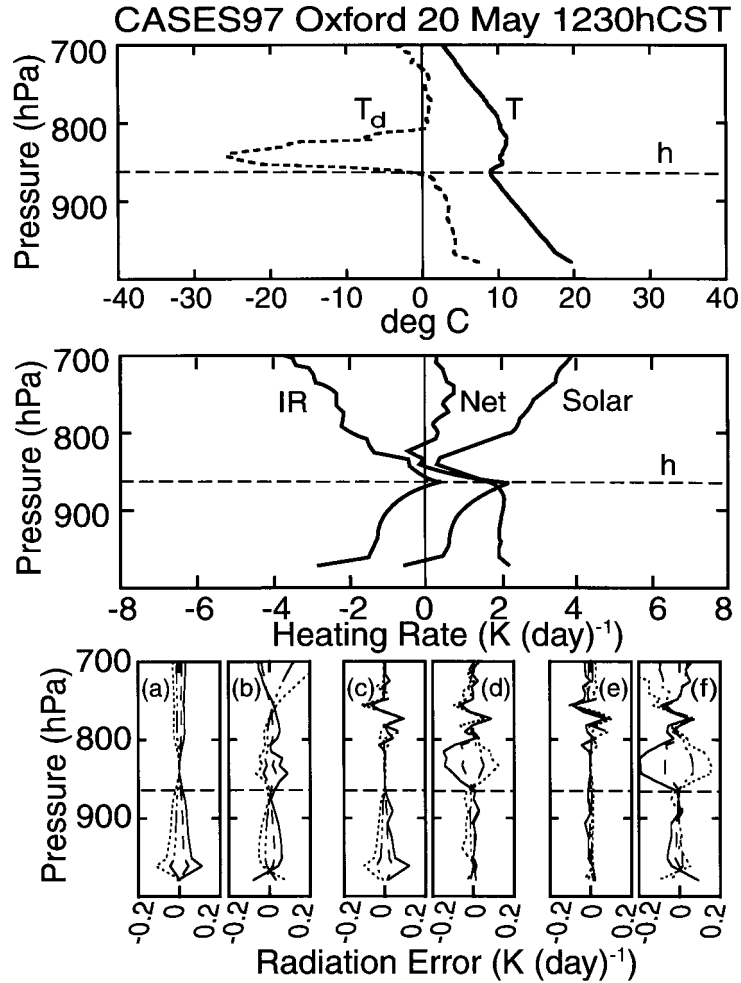 CASES97 Oxford 20 May 1230hCST
Pressure (hPa)
700
800
900
T_d
T
h
-40 -30 -20 -10 0 10 20 30 40
deg C
Pressure (hPa)
700
800
900
IR
Net
Solar
h
-8 -6 -4 -2 0 2 4 6 8
Heating Rate (K (day)^-1)
Pressure (hPa)
700
800
900
(a) (b) (c) (d) (e) (f)
-0.2 0 0.2 -0.2 0 0.2 -0.2 0 0.2 -0.2 0 0.2 -0.2 0 0.2 -0.2 0 0.2
Radiation Error (K (day)^-1)